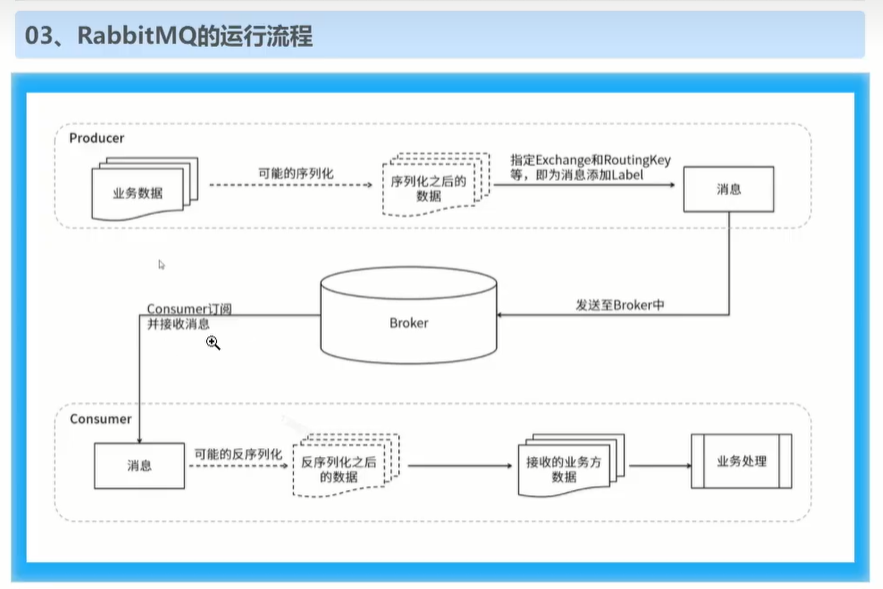 03、RabbitMQ的运行流程
Producer
业务数据
可能的序列化
序列化之后的
数据
指定Exchange和RoutingKey
等，即为消息添加Label
消息
发送至Broker中
Broker
Consumer订阅
并接收消息
Consumer
消息
可能的反序列化
反序列化之后
的数据
接收的业务方
数据
业务处理